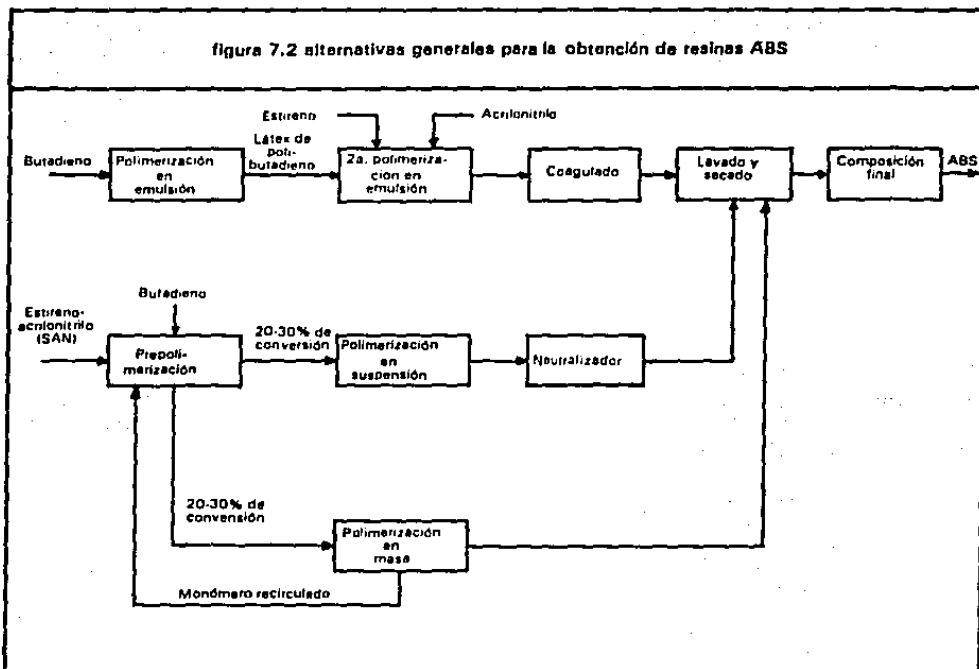 figura 7.2 alternativas generales para la obtención de resinas ABS
Estireno
Acrilonitrilo
Butadieno
Polimerización
en
emulsión
Látex de
poli-
butadieno
2a. polimeriza-
ción en
emulsión
Coagulado
Lavado y
secado
Composición
final
ABS
Butadieno
Estireno-
acrilonitrilo
(SAN)
Prepoli-
merización
20-30% de
conversión
Polimerización
en
suspensión
Neutralizador
20-30% de
convensión
Polimerización
en
masa
Monómero recirculado